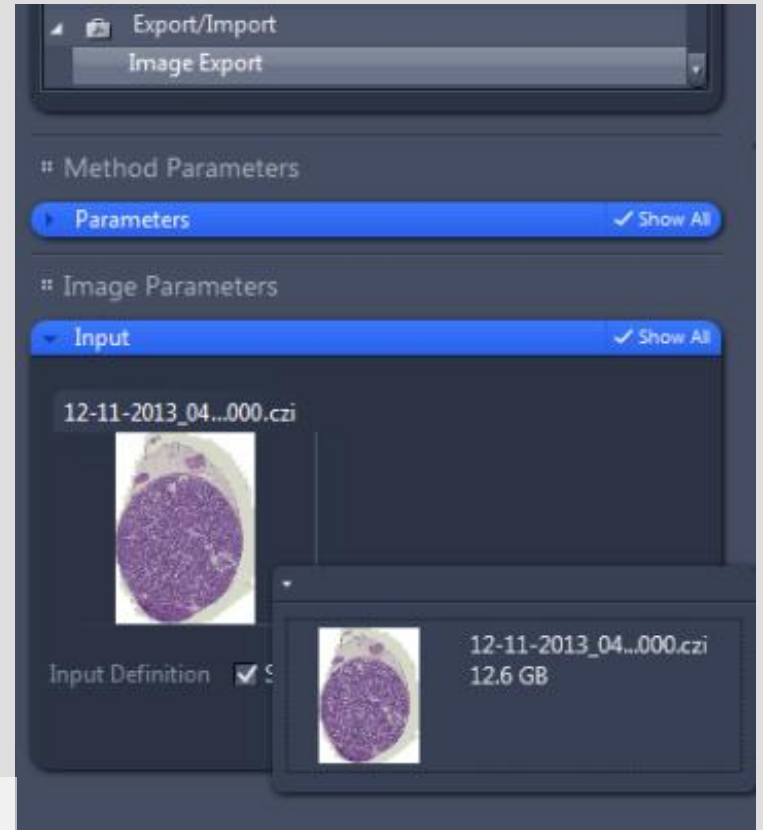 Export/Import
Image Export
Method Parameters
Parameters
Show All
Image Parameters
Input
Show All
12-11-2013_04...000.czi
12-11-2013_04...000.czi
12.6 GB
Input Definition